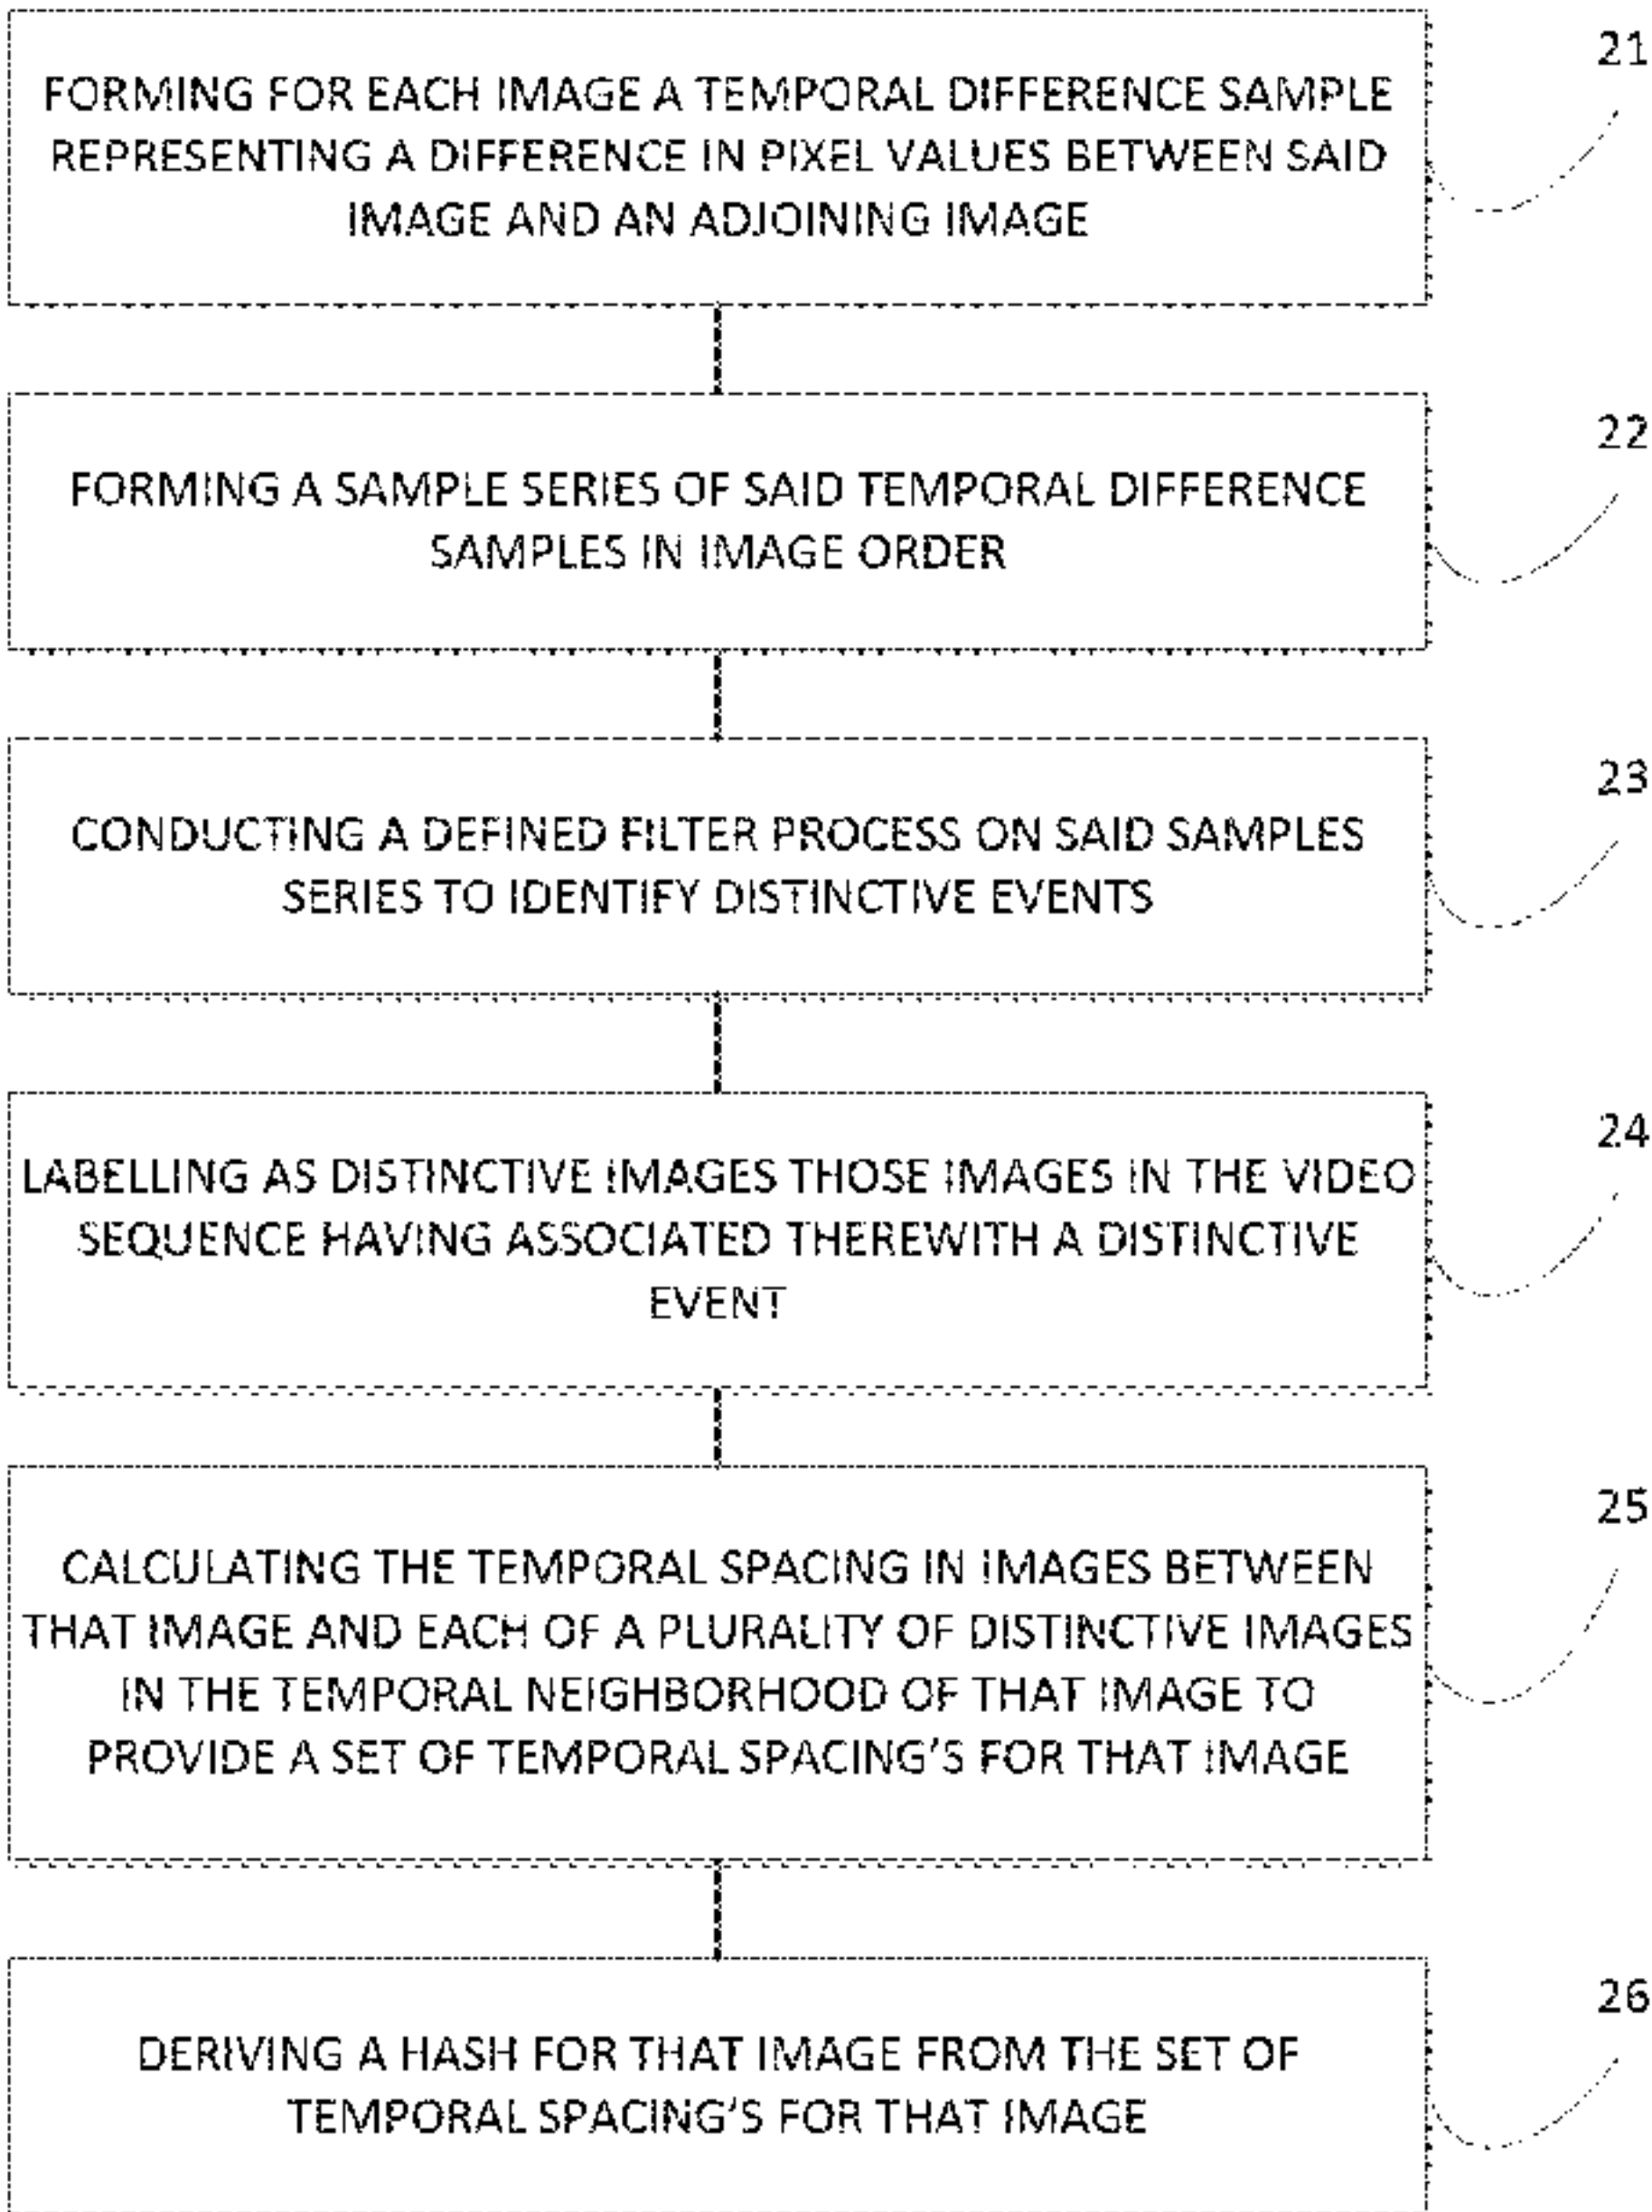 21
FORMING FOR EACH IMAGE A TEMPORAL DIFFERENCE SAMPLE
REPRESENTING A DIFFERENCE IN PIXEL VALUES BETWEEN SAID
IMAGE AND AN ADJOINING IMAGE
22
FORMING A SAMPLE SERIES OF SAID TEMPORAL DIFFERENCE
SAMPLES IN IMAGE ORDER
23
CONDUCTING A DEFINED FILTER PROCESS ON SAID SAMPLES
SERIES TO IDENTIFY DISTINCTIVE EVENTS
24
LABELLING AS DISTINCTIVE IMAGES THOSE IMAGES IN THE VIDEO
SEQUENCE HAVING ASSOCIATED THEREWITH A DISTINCTIVE
EVENT
25
CALCULATING THE TEMPORAL SPACING IN IMAGES BETWEEN
THAT IMAGE AND EACH OF A PLURALITY OF DISTINCTIVE IMAGES
IN THE TEMPORAL NEIGHBORHOOD OF THAT IMAGE TO
PROVIDE A SET OF TEMPORAL SPACING'S FOR THAT IMAGE
26
DERIVING A HASH FOR THAT IMAGE FROM THE SET OF
TEMPORAL SPACING'S FOR THAT IMAGE